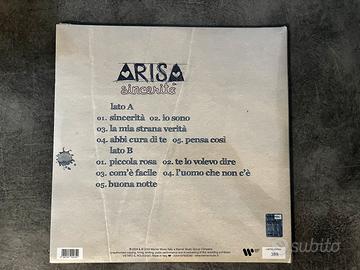 ARISA
sincerità
lato A
01. sincerità 02. io sono
03. la mia strana verità
04. abbi cura di te 05. pensa così
lato B
01. piccola rosa 02. te lo volevo dire
03. com'è facile 04. l'uomo che non c'è
05. buona notte
subito